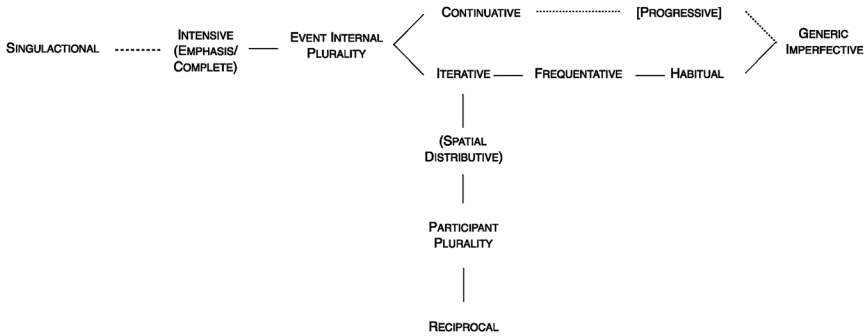 CONTINUATIVE
[PROGRESSIVE]
SINGULACTIONAL
INTENSIVE
(EMPHASIS/
COMPLETE)
EVENT INTERNAL
PLURALITY
GENERIC
IMPERFECTIVE
ITERATIVE
FREQUENTATIVE
HABITUAL
(SPATIAL
DISTRIBUTIVE)
PARTICIPANT
PLURALITY
RECIPROCAL